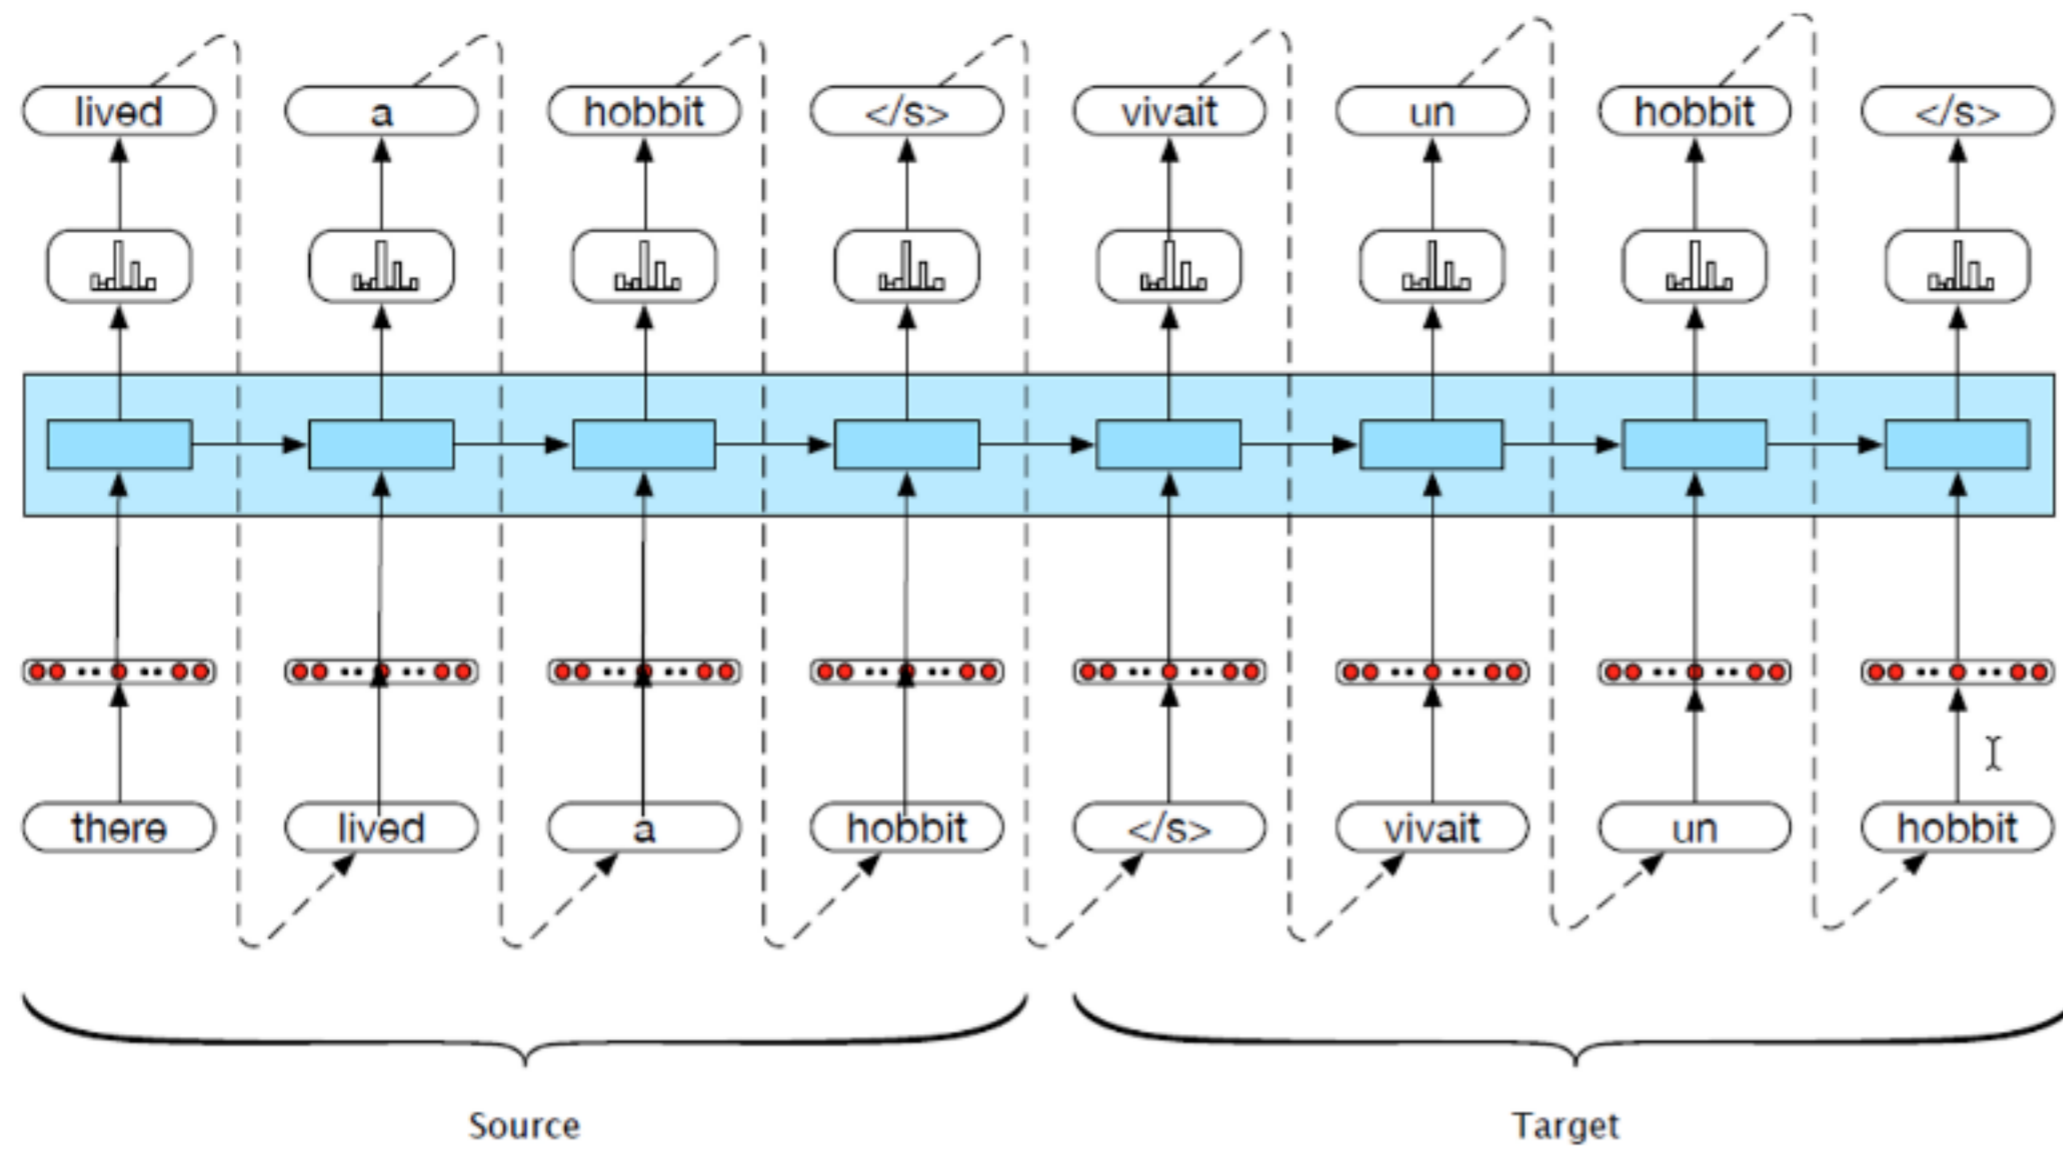 lived a hobbit </s> vivait un hobbit </s>
there lived a hobbit </s> vivait un hobbit
Source Target